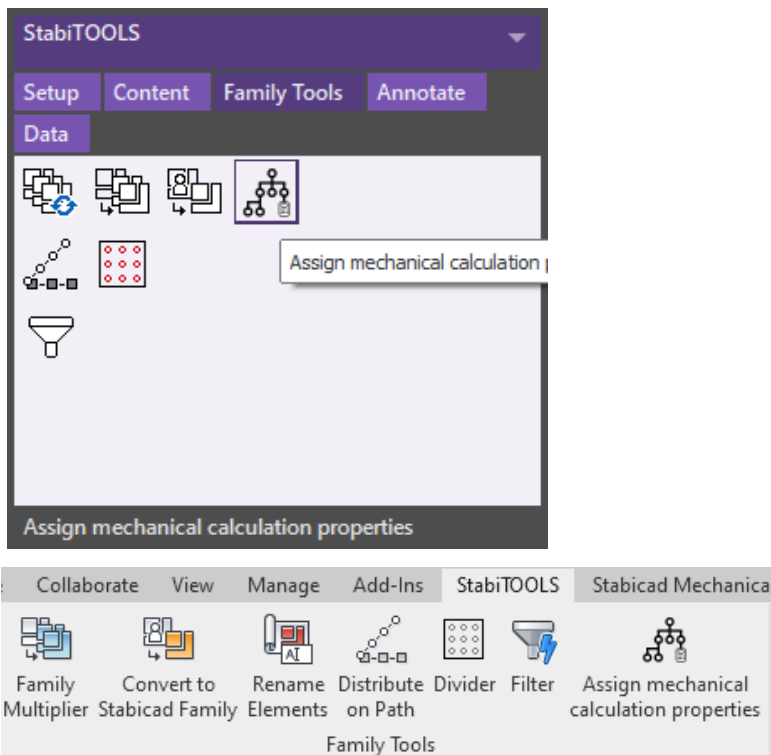 StabiTOOLS
Setup Content Family Tools Annotate
Data
Assign mechanical calculation
Assign mechanical calculation properties
Collaborate View Manage Add-Ins StabiTOOLS Stabicad Mechanica
AI
Family Convert to Rename Distribute Divider Filter Assign mechanical
Multiplier Stabicad Family Elements on Path calculation properties
Family Tools